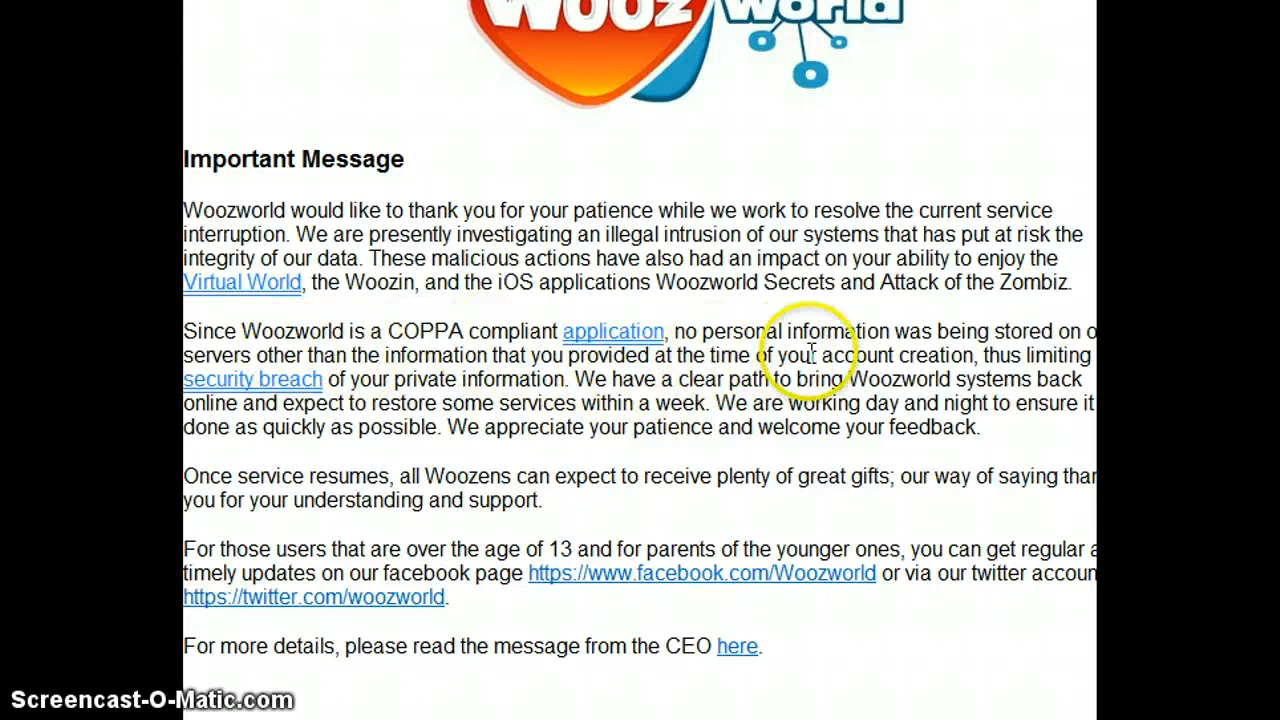 Wooz World
Important Message
Woozworld would like to thank you for your patience while we work to resolve the current service
interruption. We are presently investigating an illegal intrusion of our systems that has put at risk the
integrity of our data. These malicious actions have also had an impact on your ability to enjoy the
Virtual World, the Woozin, and the iOS applications Woozworld Secrets and Attack of the Zombiz.
Since Woozworld is a COPPA compliant application, no personal information was being stored on
servers other than the information that you provided at the time of your account creation, thus limiting
security breach of your private information. We have a clear path to bring Woozworld systems back
online and expect to restore some services within a week. We are working day and night to ensure it
done as quickly as possible. We appreciate your patience and welcome your feedback.
Once service resumes, all Woozens can expect to receive plenty of great gifts; our way of saying
you for your understanding and support.
For those users that are over the age of 13 and for parents of the younger ones, you can get regular
timely updates on our facebook page https://www.facebook.com/Woozworld or via our twitter
https://twitter.com/woozworld.
For more details, please read the message from the CEO here.
Screencast-O-Matic.com